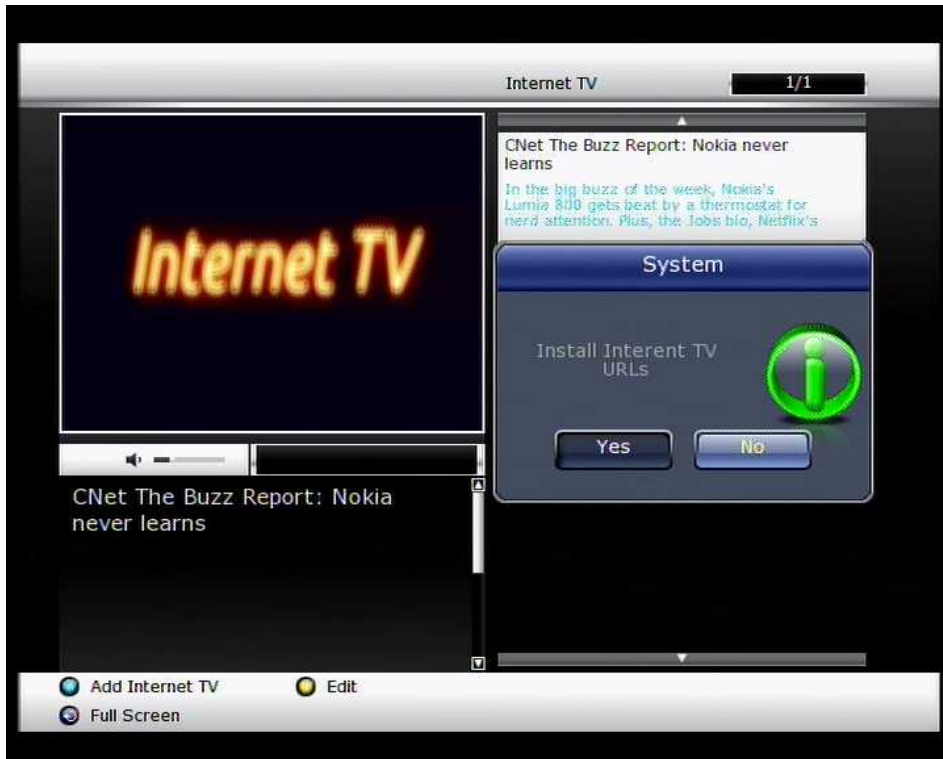 Internet TV
1/1
Internet TV
CNet The Buzz Report: Nokia never
learns
In the big buzz of the week, Nokia's
Lumia 800 gets beat by a thermostat for
nerd attention. Plus, the Jobs bio, Netflix's
System
Install Interent TV
URLs
Yes
No
CNet The Buzz Report: Nokia
never learns
Add Internet TV
Edit
Full Screen